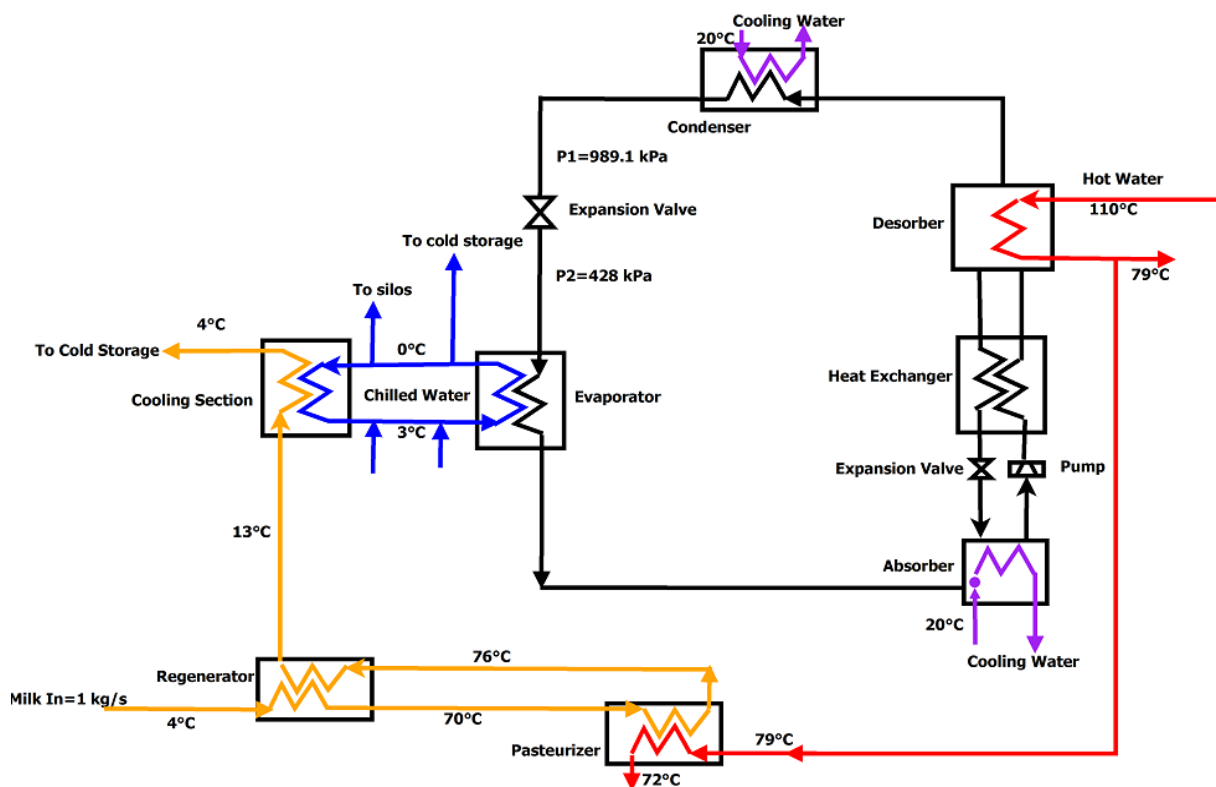 Cooling Water
20°C
Condenser
P1=989.1 kPa
Hot Water
110°C
Expansion Valve
Desorber
To cold storage
P2=428 kPa
79°C
To silos
4°C
To Cold Storage
0°C
Heat Exchanger
Cooling Section
Chilled Water
Evaporator
3°C
Expansion Valve
Pump
13°C
Absorber
20°C
Cooling Water
76°C
Regenerator
Milk In=1 kg/s
4°C
70°C
Pasteurizer
79°C
72°C